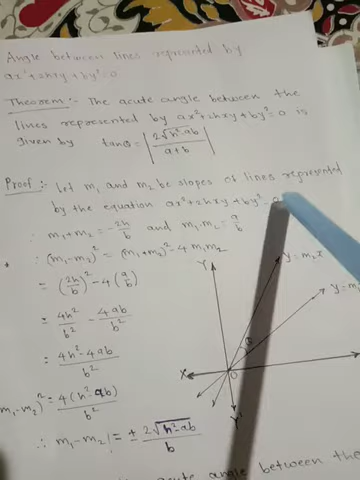 Angle between lines represented by
ax²+2hxy+by²=0
Theorem:- The acute angle between the
lines represented by ax²+2hxy+by²=0 is
given by tanθ = |2√h²-ab / a+b|
Proof:- Let m₁ and m₂ be slopes of lines represented
by the equation ax²+2hxy+by²=0
∴ m₁+m₂ = -2h/b and m₁m₂ = a/b
∴ (m₁-m₂)² = (m₁+m₂)² - 4m₁m₂
= (2h/b)² - 4(a/b)
= 4h²/b² - 4ab/b²
= 4h²-4ab / b²
m₁-m₂)² = 4(h²-ab) / b²
∴ m₁-m₂| = ± 2√h²-ab / b
Y
y=m₂x
y=m
θ
X
O
Y'
acute angle between the